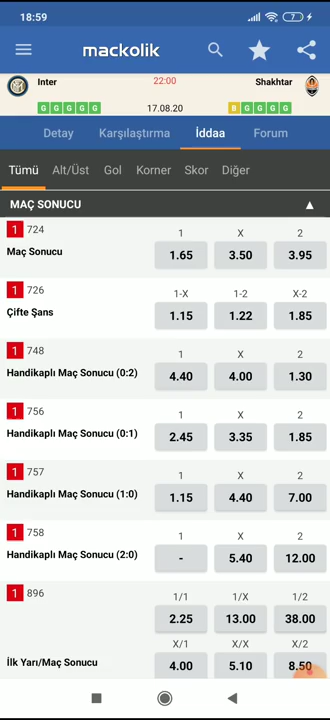 18:59
7
mackolik
Inter 22:00 Shakhtar
G G G G G 17.08.20 B G G G G
Detay Karşılaştırma İddaa Forum
Tümü Alt/Üst Gol Korner Skor Diğer
MAÇ SONUCU ▲
1 724 1 X 2
Maç Sonucu 1.65 3.50 3.95
1 726 1-X 1-2 X-2
Çifte Şans 1.15 1.22 1.85
1 748 1 X 2
Handikaplı Maç Sonucu (0:2) 4.40 4.00 1.30
1 756 1 X 2
Handikaplı Maç Sonucu (0:1) 2.45 3.35 1.85
1 757 1 X 2
Handikaplı Maç Sonucu (1:0) 1.15 4.40 7.00
1 758 1 X 2
Handikaplı Maç Sonucu (2:0) - 5.40 12.00
1 896 1/1 1/X 1/2
2.25 13.00 38.00
X/1 X/X X/2
İlk Yarı/Maç Sonucu 4.00 5.10 8.50